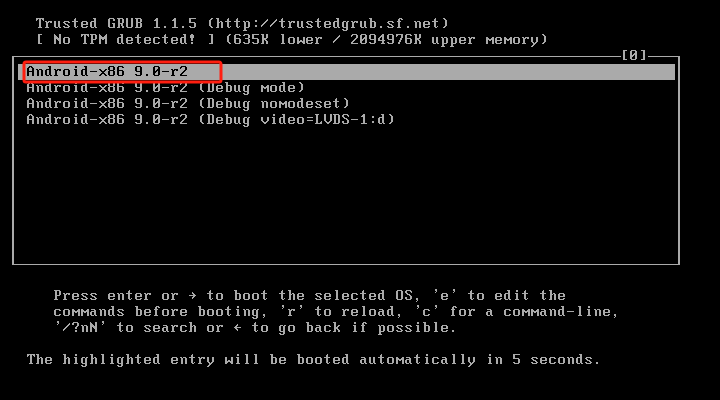 Trusted GRUB 1.1.5 (http://trustedgrub.sf.net)
[ No TPM detected! ] (635K lower / 2094976K upper memory)
[0]
Android-x86 9.0-r2
Android-x86 9.0-r2 (Debug mode)
Android-x86 9.0-r2 (Debug nomodeset)
Android-x86 9.0-r2 (Debug video=LVDS-1:d)
Press enter or → to boot the selected OS, 'e' to edit the
commands before booting, 'r' to reload, 'c' for a command-line,
'/?nN' to search or ← to go back if possible.
The highlighted entry will be booted automatically in 5 seconds.